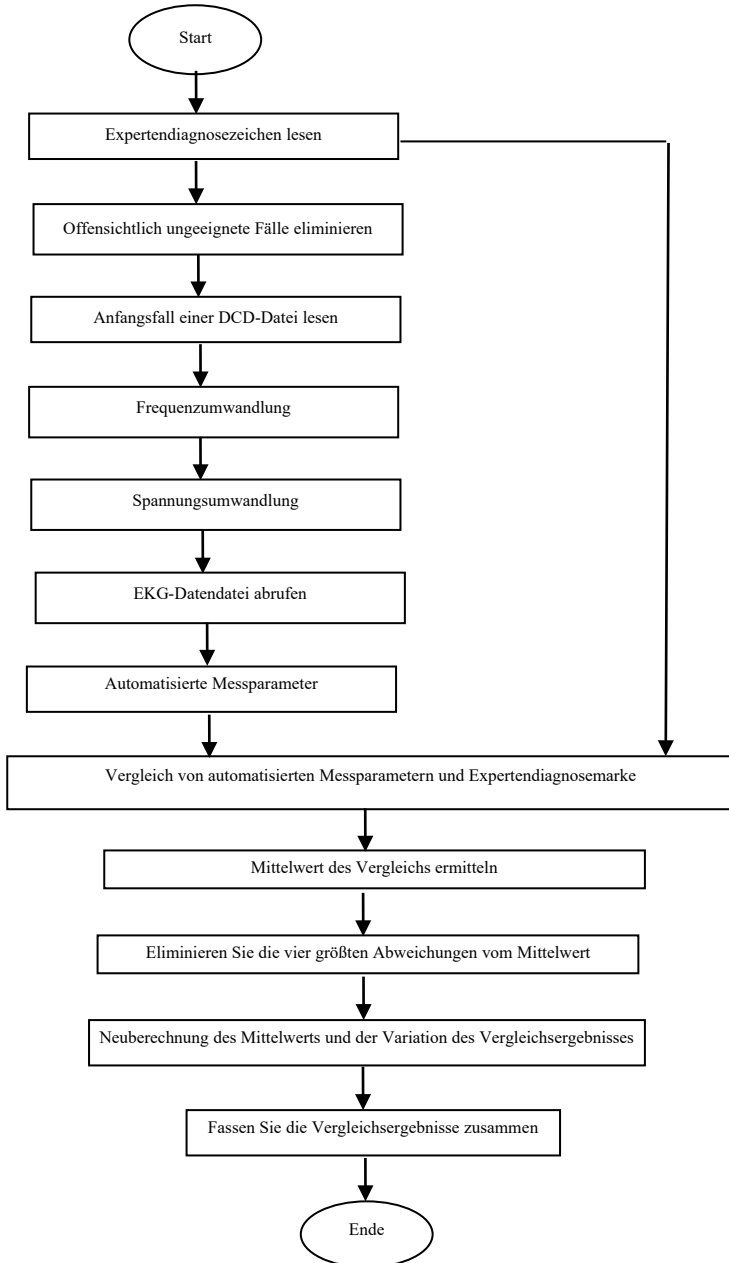 Start
Expertendiagnosezeichen lesen
Offensichtlich ungeeignete Fälle eliminieren
Anfangsfall einer DCD-Datei lesen
Frequenzumwandlung
Spannungsumwandlung
EKG-Datendatei abrufen
Automatisierte Messparameter
Vergleich von automatisierten Messparametern und Expertendiagnosemarke
Mittelwert des Vergleichs ermitteln
Eliminieren Sie die vier größten Abweichungen vom Mittelwert
Neuberechnung des Mittelwerts und der Variation des Vergleichsergebnisses
Fassen Sie die Vergleichsergebnisse zusammen
Ende